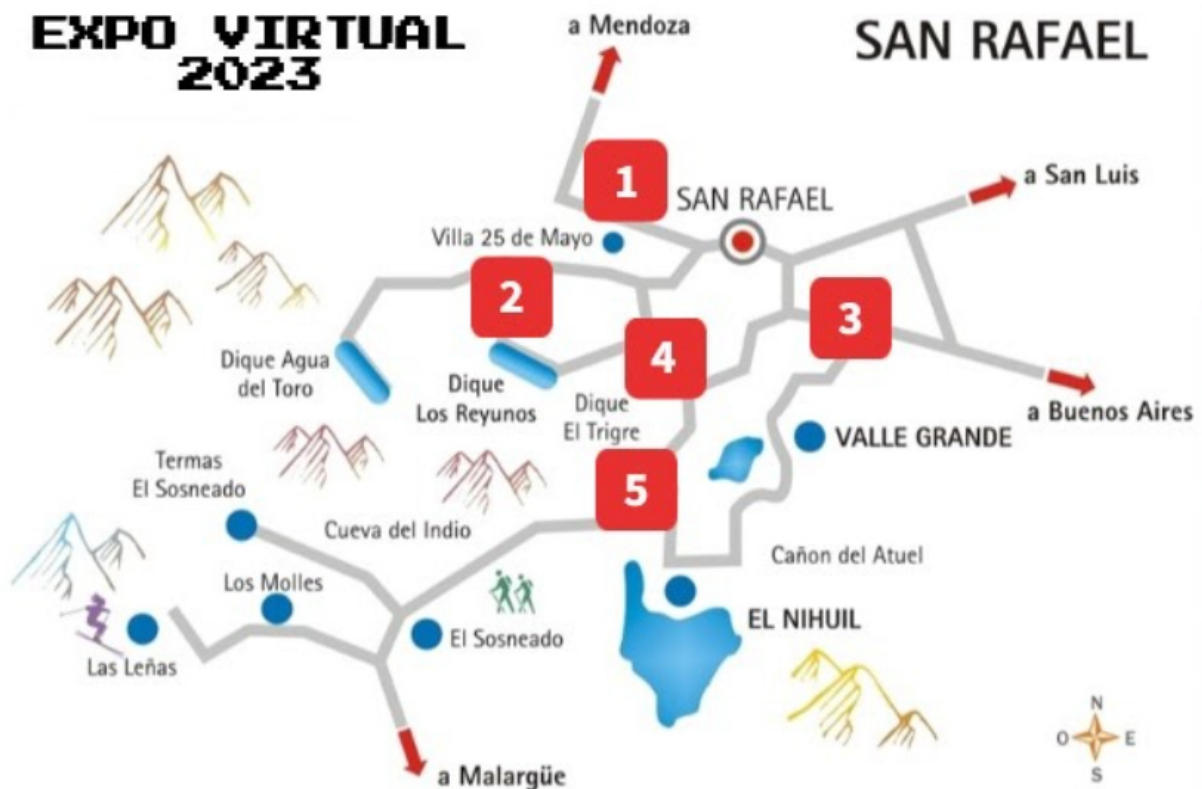 EXPO VIRTUAL
2023
a Mendoza
SAN RAFAEL
1
SAN RAFAEL
a San Luis
Villa 25 de Mayo
2
3
4
Dique Agua
del Toro
Dique
Los Reyunos
Dique
El Trigre
a Buenos Aires
VALLE GRANDE
Termas
El Sosneado
5
Cueva del Indio
Cañon del Atuel
Los Molles
El Sosneado
EL NIHUIL
Las Leñas
a Malargüe
N
O
E
S